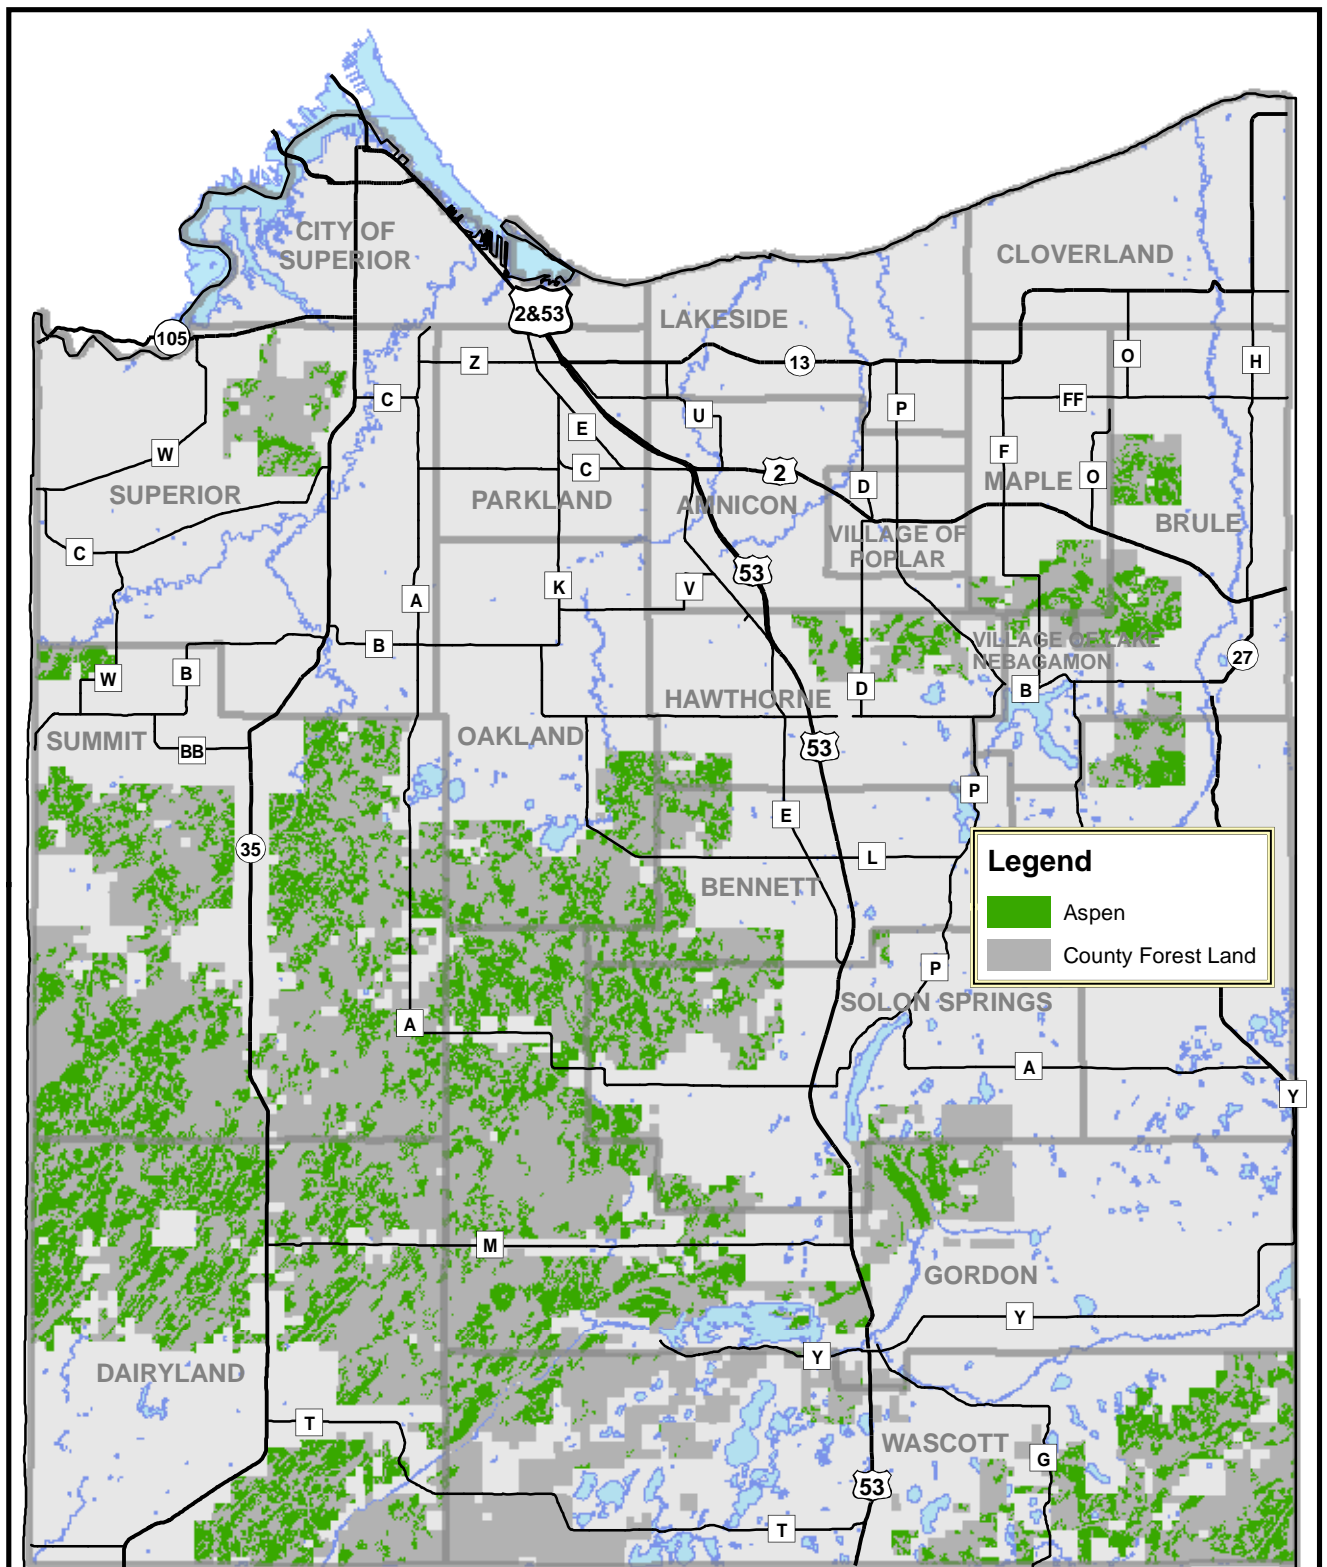 CITY OF
SUPERIOR
CLOVERLAND
2&53
LAKESIDE
105
Z
13
O
H
C
P
FF
U
E
W
F
C
2
D
O
SUPERIOR
PARKLAND
AMNICON
MAPLE
BRULE
VILLAGE OF
POPLAR
C
53
A
K
V
B
VILLAGE OF LAKE
NEBAGAMON
27
W
B
D
B
HAWTHORNE
SUMMIT
BB
OAKLAND
53
P
E
35
L
BENNETT
Legend
Aspen
County Forest Land
P
SOLON SPRINGS
A
A
Y
M
GORDON
Y
Y
DAIRYLAND
T
WASCOTT
G
53
T